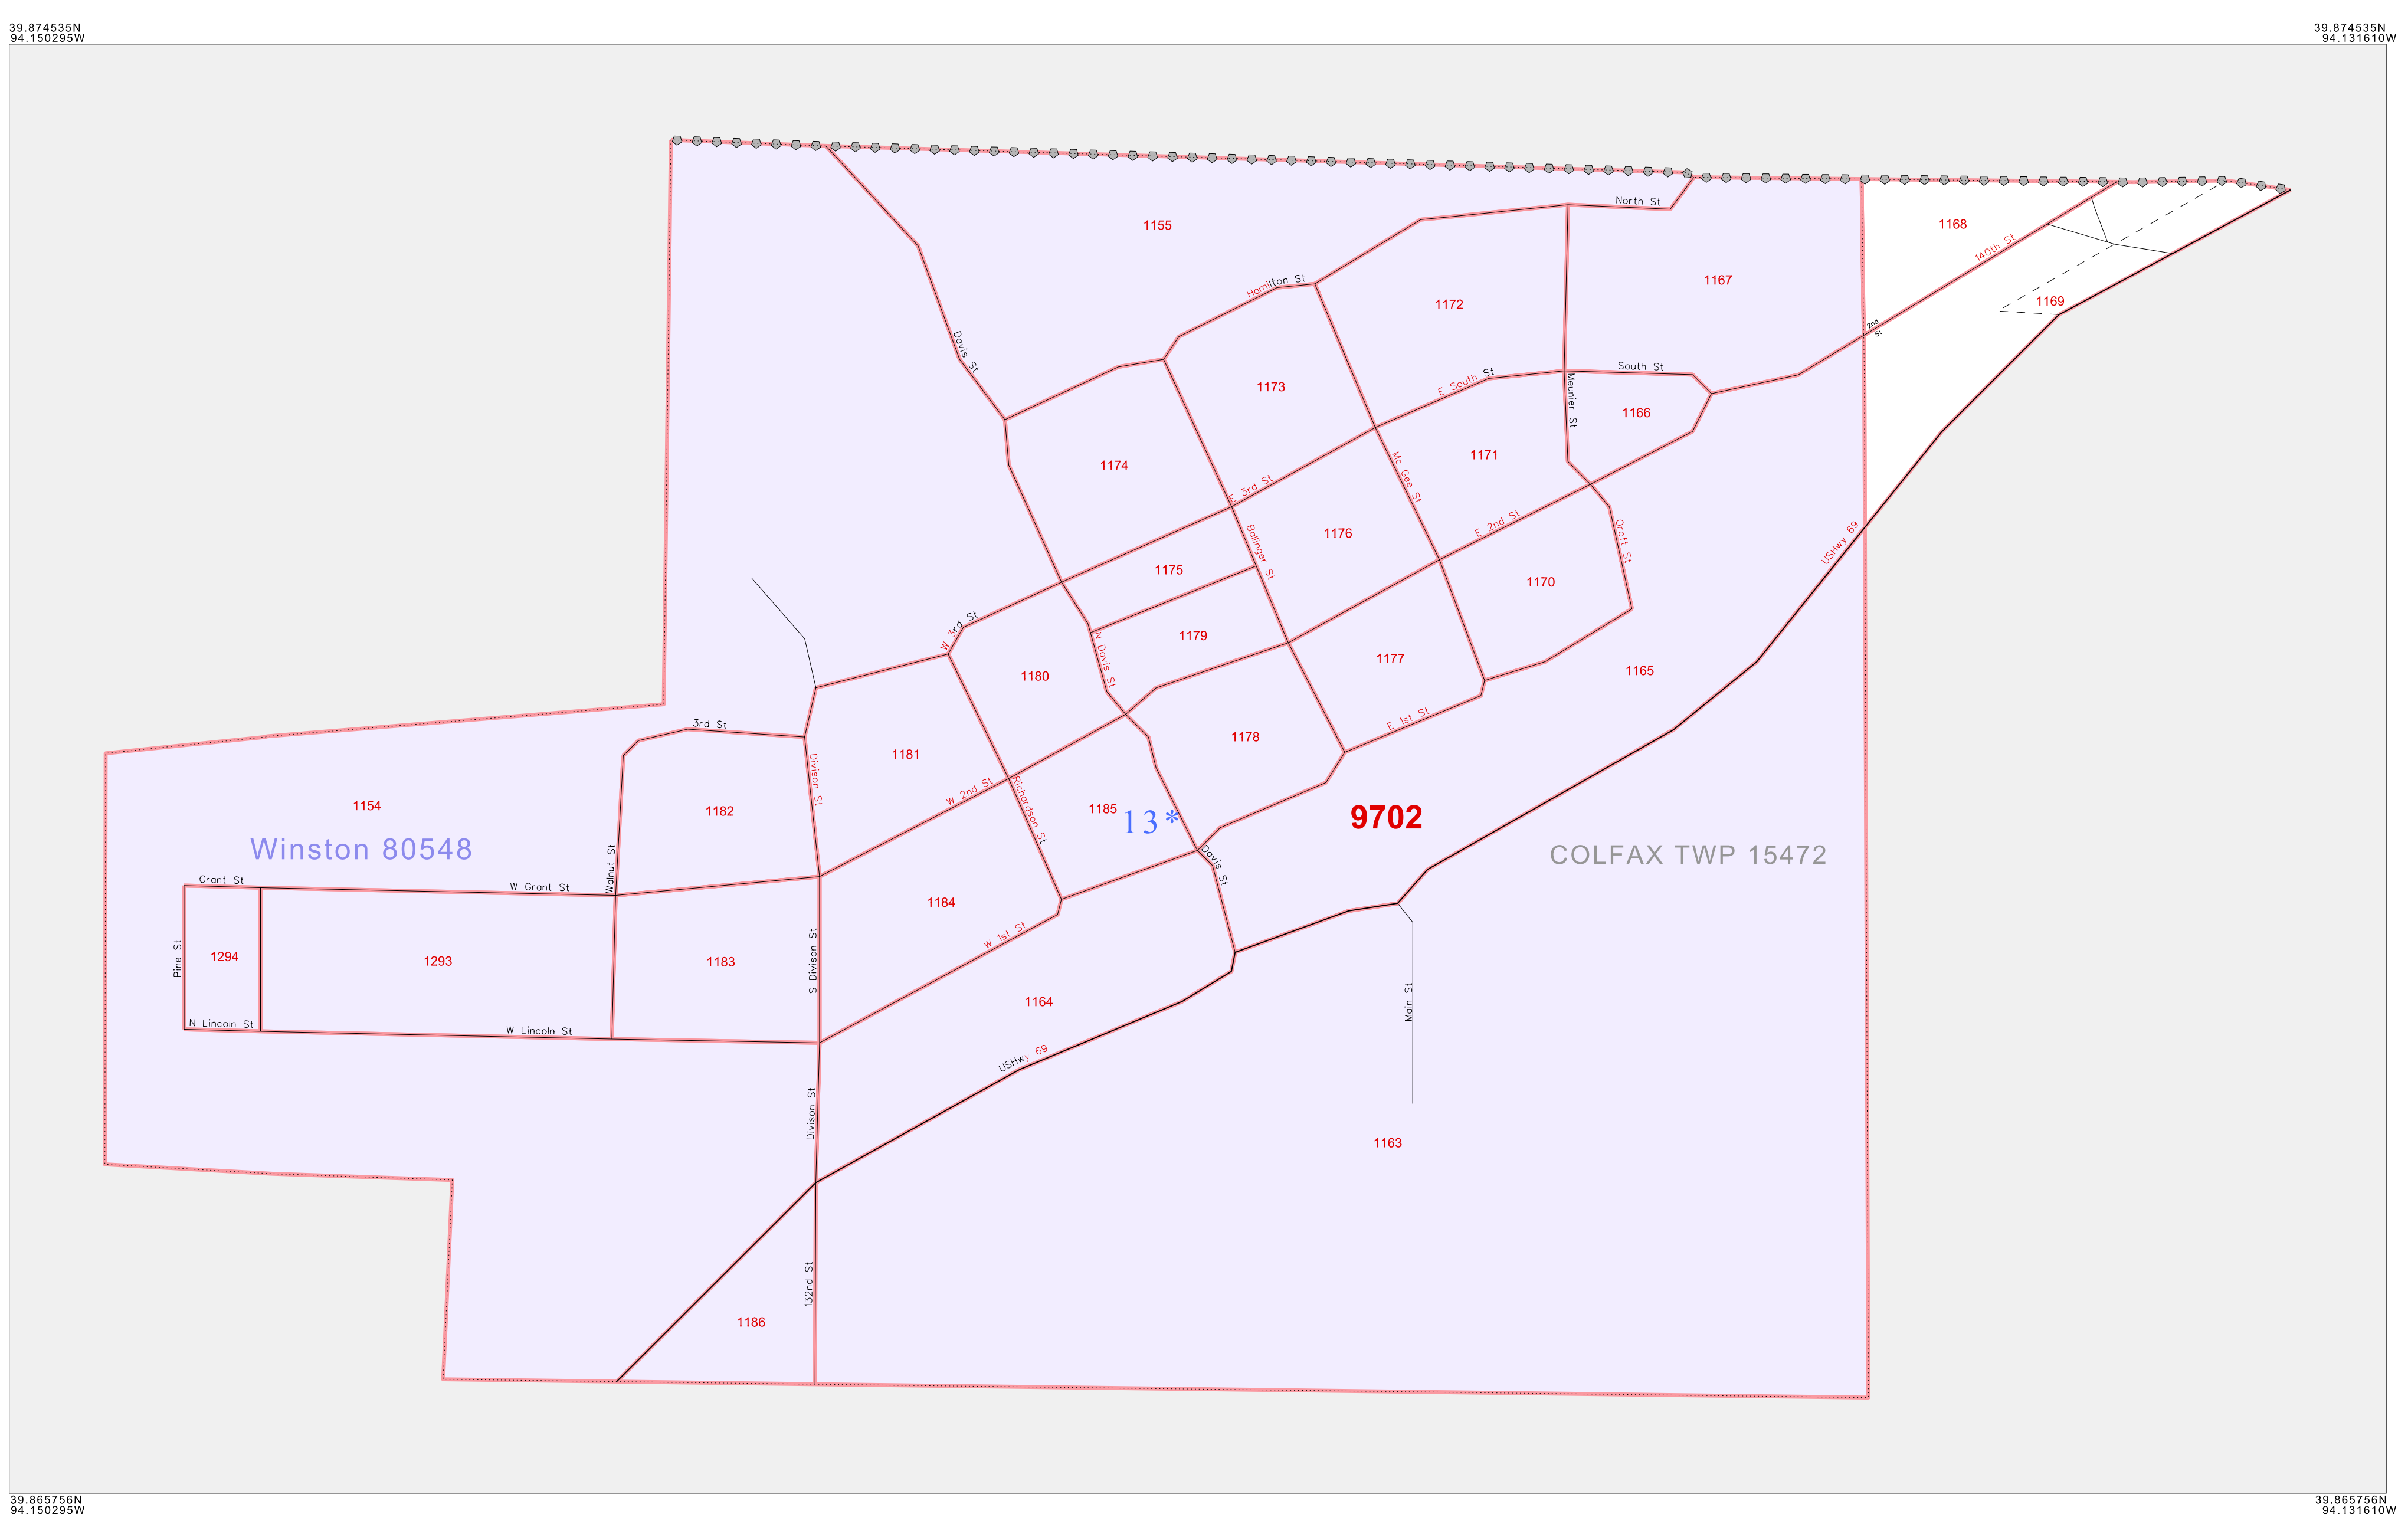 39.874535N
94.150295W
39.874535N
94.131610W
North St
1155
1168
140th St
1167
Hamilton St
1169
1172
2nd St
Davis St
South St
1173
E South St
Meunier St
1166
1174
Mc Gee St
1171
E 3rd St
E 2nd St
Ballinger St
1176
Oroft St
USHwy 69
1175
1170
W 3rd St
N Davis St
1179
1180
1177
1165
3rd St
E 1st St
1178
1181
Divison St
W 2nd St
Richardson St
1154
1182
1185
13*
9702
Winston 80548
COLFAX TWP 15472
Walnut St
Davis St
Grant St
W Grant St
1184
W 1st St
Pine St
1294
1293
1183
S Divison St
1164
Main St
N Lincoln St
W Lincoln St
USHwy 69
Divison St
1163
132nd St
1186
39.865756N
94.150295W
39.865756N
94.131610W